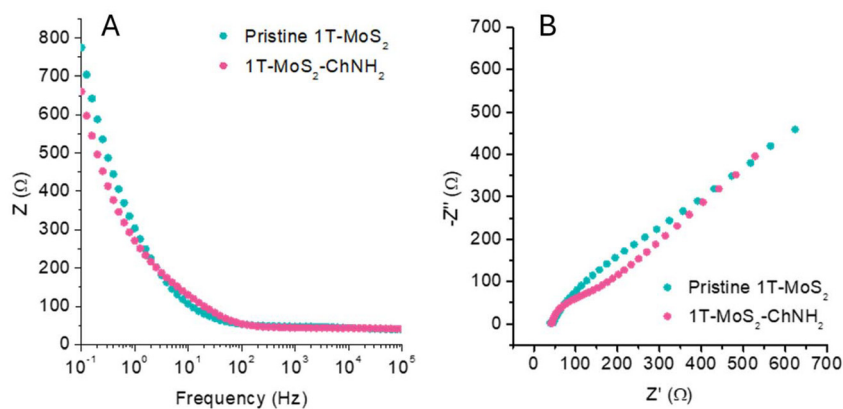 A
Pristine 1T-MoS₂
1T-MoS₂-ChNH₂
800
700
600
500
400
300
200
100
0
Z (Ω)
10⁻¹ 10⁰ 10¹ 10² 10³ 10⁴ 10⁵
Frequency (Hz)
B
700
600
500
400
300
200
100
0
-Z'' (Ω)
Pristine 1T-MoS₂
1T-MoS₂-ChNH₂
0 100 200 300 400 500 600 700
Z' (Ω)